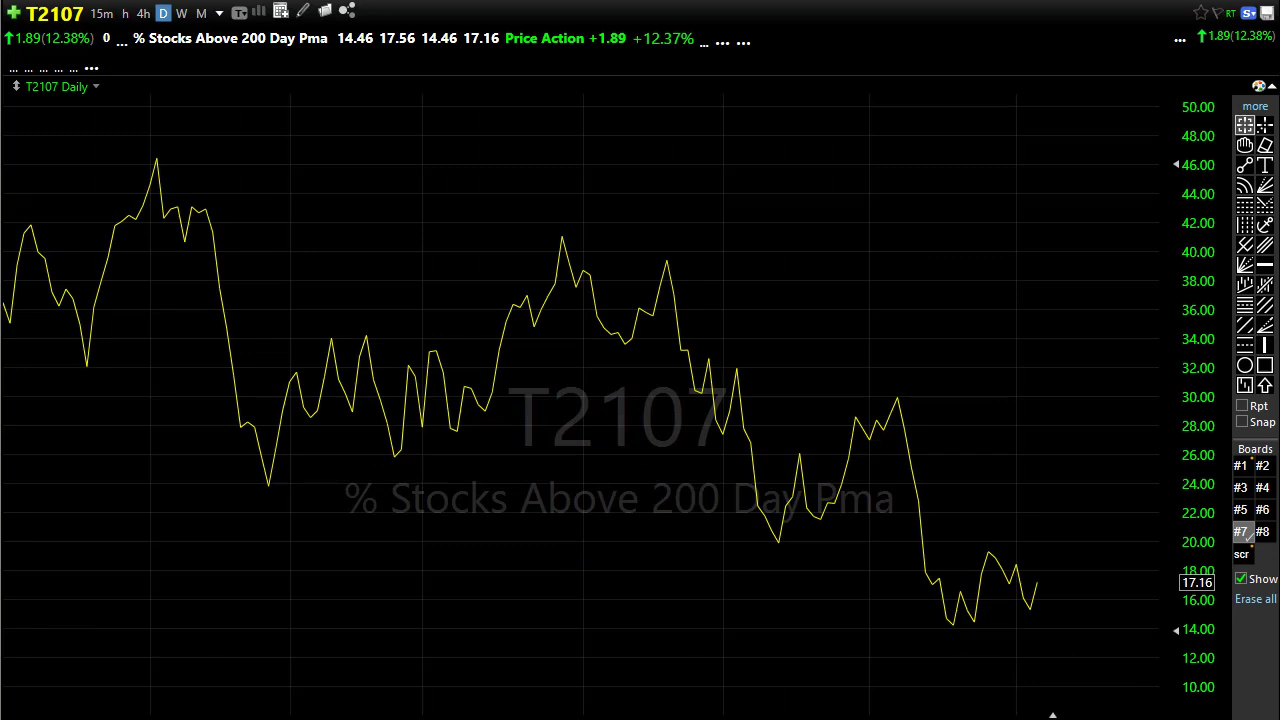 T2107 15m h 4h D W M T RT S
1.89(12.38%) 0 ... % Stocks Above 200 Day Pma 14.46 17.56 14.46 17.16 Price Action +1.89 +12.37% ... ... ... ... 1.89(12.38%)
... ... ... ... ... ...
T2107 Daily
more
50.00
48.00
46.00
44.00
42.00
40.00
38.00
36.00
34.00
32.00
30.00
28.00
26.00
24.00
22.00
20.00
18.00
17.16
16.00
14.00
12.00
10.00
T2107
% Stocks Above 200 Day Pma
T
Rpt
Snap
Boards
#1 #2
#3 #4
#5 #6
#7 #8
scr
Show
Erase all